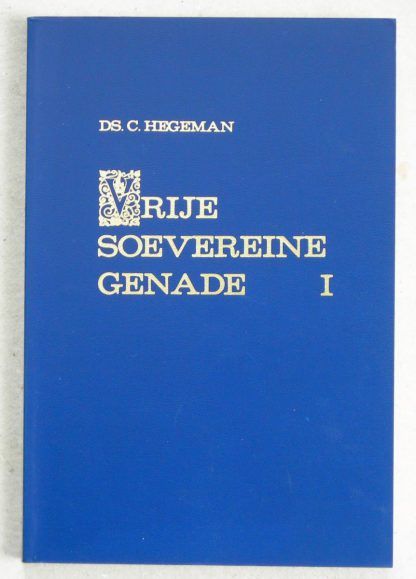 DS. C. HEGEMAN
VRIJE
SOEVEREINE
GENADE I